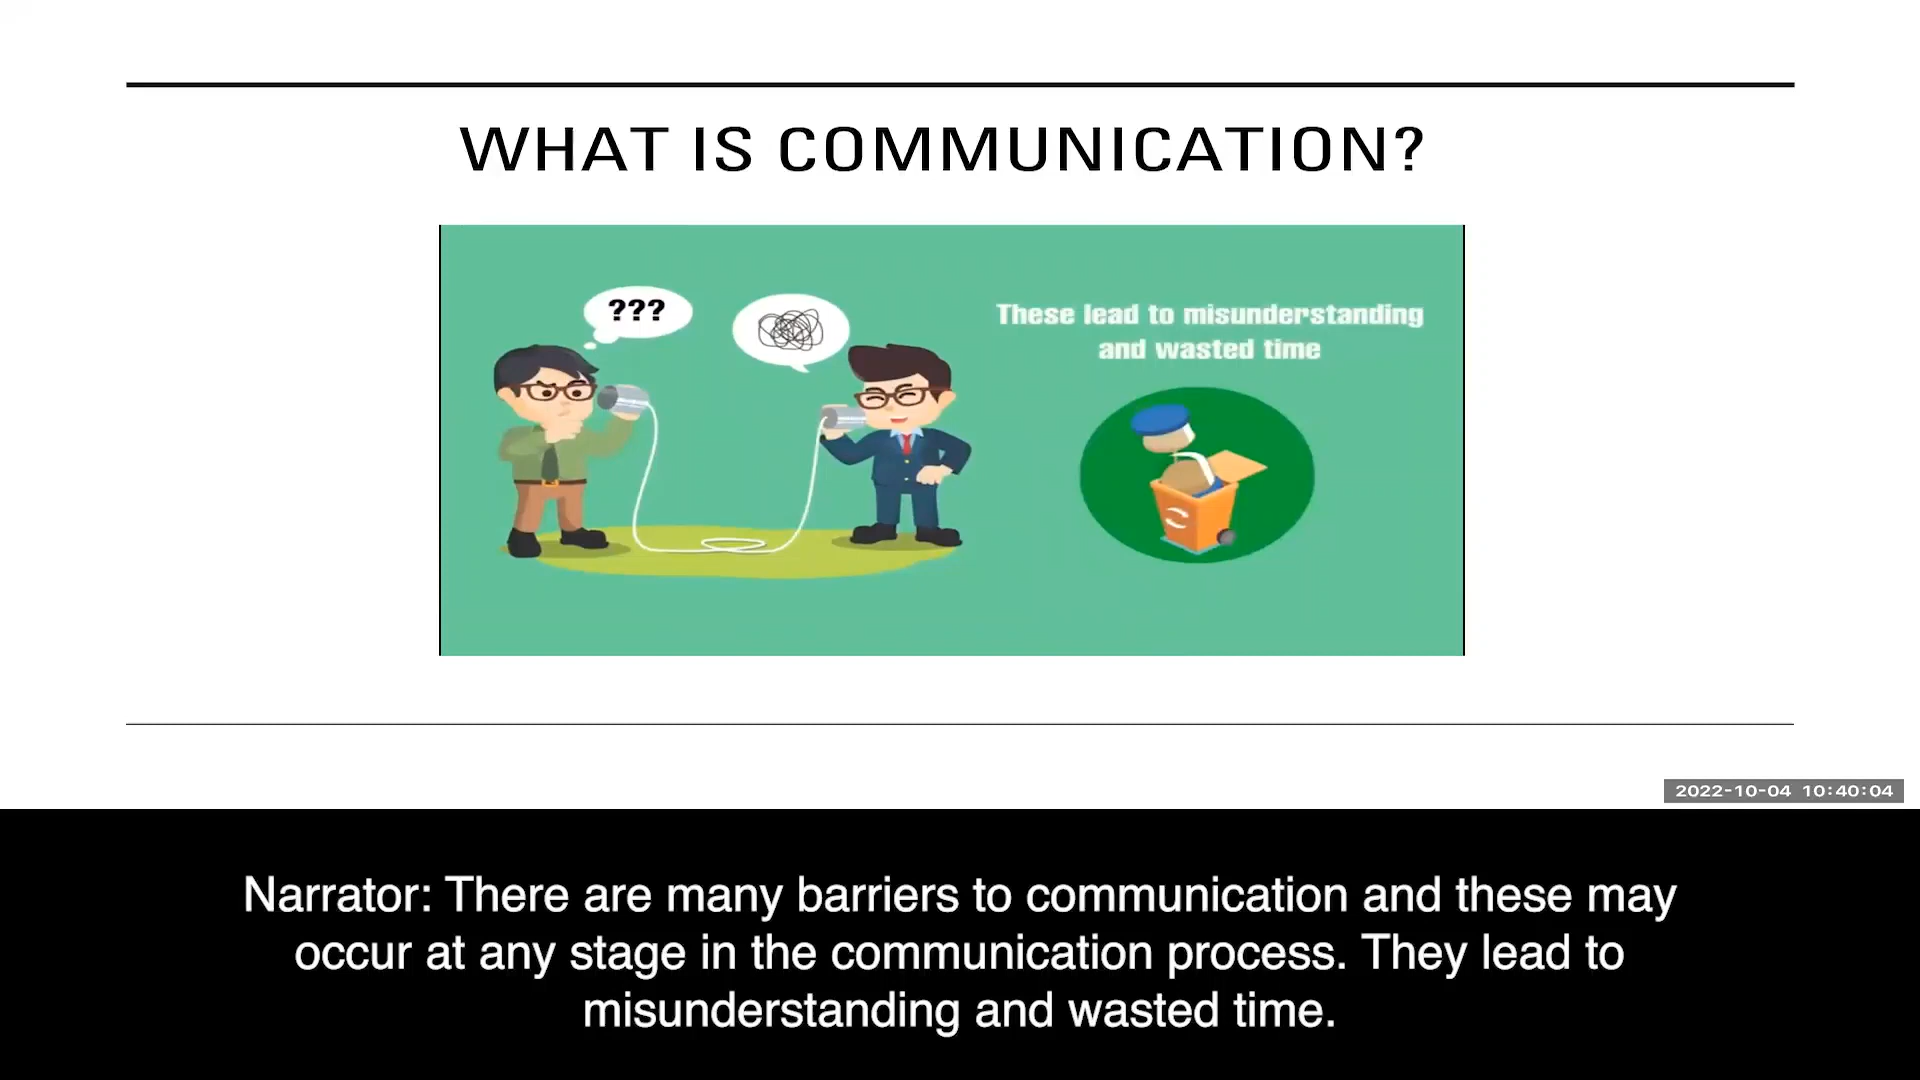 WHAT IS COMMUNICATION?
???
These lead to misunderstanding
and wasted time
2022-10-04 10:40:04
Narrator: There are many barriers to communication and these may
occur at any stage in the communication process. They lead to
misunderstanding and wasted time.